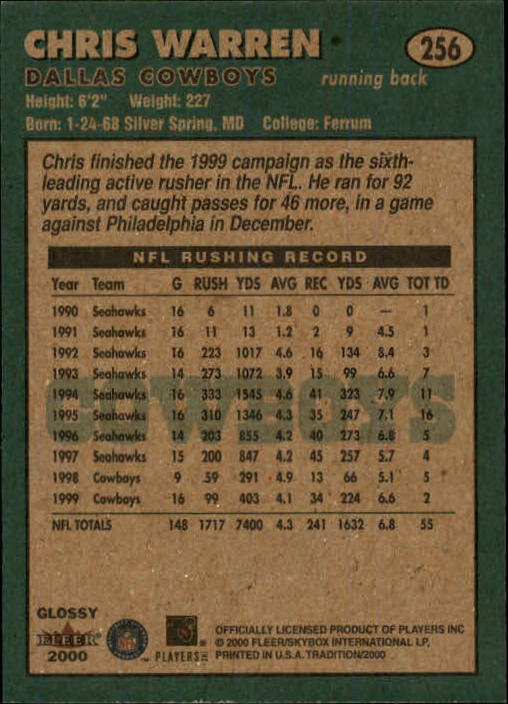 CHRIS WARREN 256
DALLAS COWBOYS running back
Height: 6'2" Weight: 227
Born: 1-24-68 Silver Spring, MD College: Ferrum
Chris finished the 1999 campaign as the sixth-
leading active rusher in the NFL. He ran for 92
yards, and caught passes for 46 more, in a game
against Philadelphia in December.
NFL RUSHING RECORD
Year Team G RUSH YDS AVG REC YDS AVG TOT TD
1990 Seahawks 16 6 11 1.8 0 0 — 1
1991 Seahawks 16 11 13 1.2 2 9 4.5 1
1992 Seahawks 16 223 1017 4.6 16 134 8.4 3
1993 Seahawks 14 273 1072 3.9 15 99 6.6 7
1994 Seahawks 16 333 1545 4.6 41 323 7.9 11
1995 Seahawks 16 310 1346 4.3 35 247 7.1 16
1996 Seahawks 14 203 855 4.2 40 273 6.8 5
1997 Seahawks 15 200 847 4.2 45 257 5.7 4
1998 Cowboys 9 59 291 4.9 13 66 5.1 5
1999 Cowboys 16 99 403 4.1 34 224 6.6 2
NFL TOTALS 148 1717 7400 4.3 241 1632 6.8 55
COWBOYS
GLOSSY
FLEER
2000
NFL
PLAYERS INC
OFFICIALLY LICENSED PRODUCT OF PLAYERS INC
© 2000 FLEER/SKYBOX INTERNATIONAL LP,
PRINTED IN U.S.A. TRADITION/2000